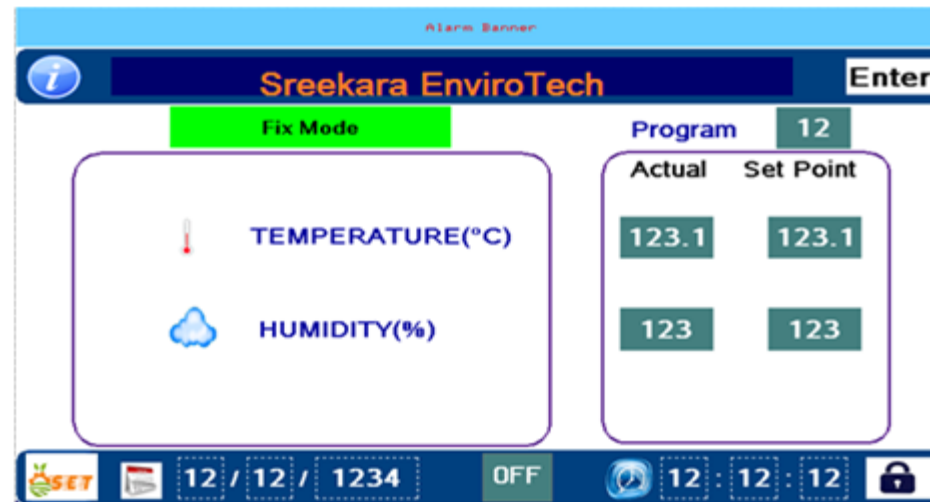 Alarm Banner
i Sreekara EnviroTech Enter
Fix Mode Program 12
Actual Set Point
TEMPERATURE(°C) 123.1 123.1
HUMIDITY(%) 123 123
SET 12 / 12 / 1234 OFF 12 : 12 : 12